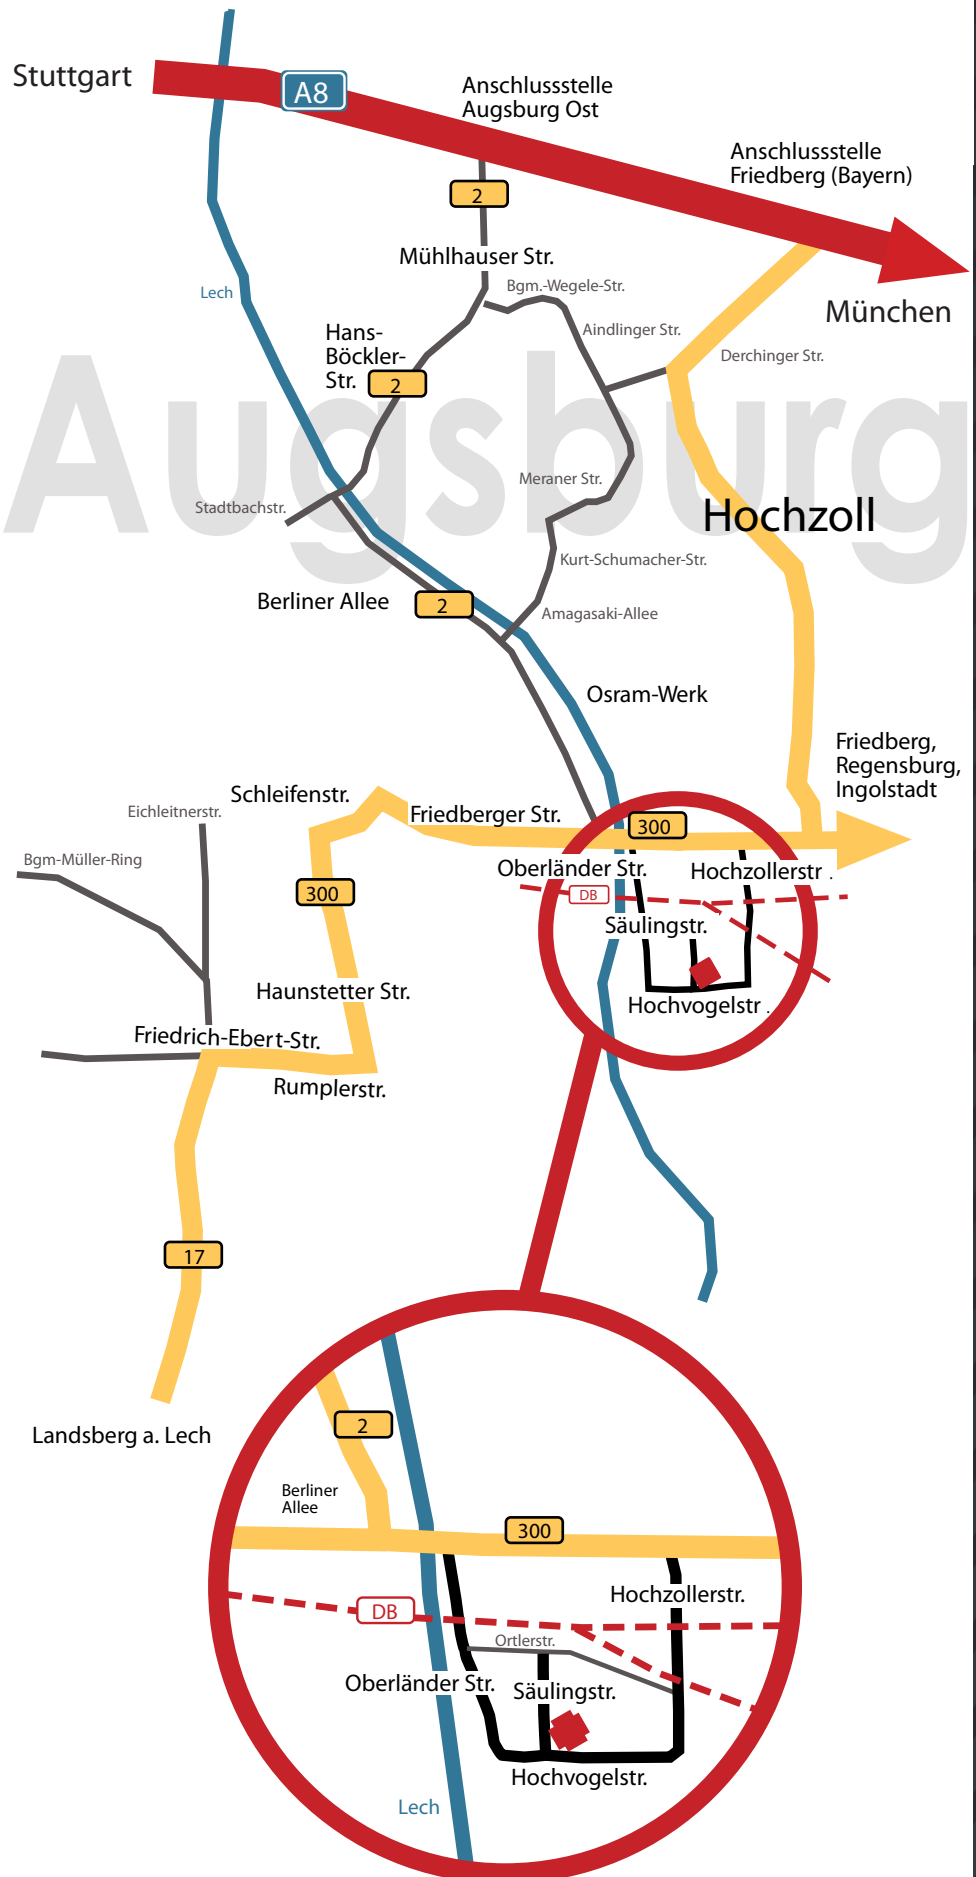 Stuttgart
A8
Anschlussstelle
Augsburg Ost
Anschlussstelle
Friedberg (Bayern)
2
Mühlhauser Str.
Bgm.-Wegele-Str.
Lech
München
Hans-
Böckler-
Str.
2
Aindlinger Str.
Derchinger Str.
Augsburg
Meraner Str.
Stadtbachstr.
Hochzoll
Kurt-Schumacher-Str.
Berliner Allee
2
Amagasaki-Allee
Osram-Werk
Friedberg,
Regensburg,
Ingolstadt
Schleifenstr.
Eichleitnerstr.
Friedberger Str.
300
Bgm-Müller-Ring
Oberländer Str.
Hochzollerstr .
300
DB
Säulingstr.
Haunstetter Str.
Hochvogelstr .
Friedrich-Ebert-Str.
Rumplerstr.
17
Landsberg a. Lech
2
Berliner
Allee
300
Hochzollerstr.
DB
Ortlerstr.
Oberländer Str.
Säulingstr.
Hochvogelstr.
Lech